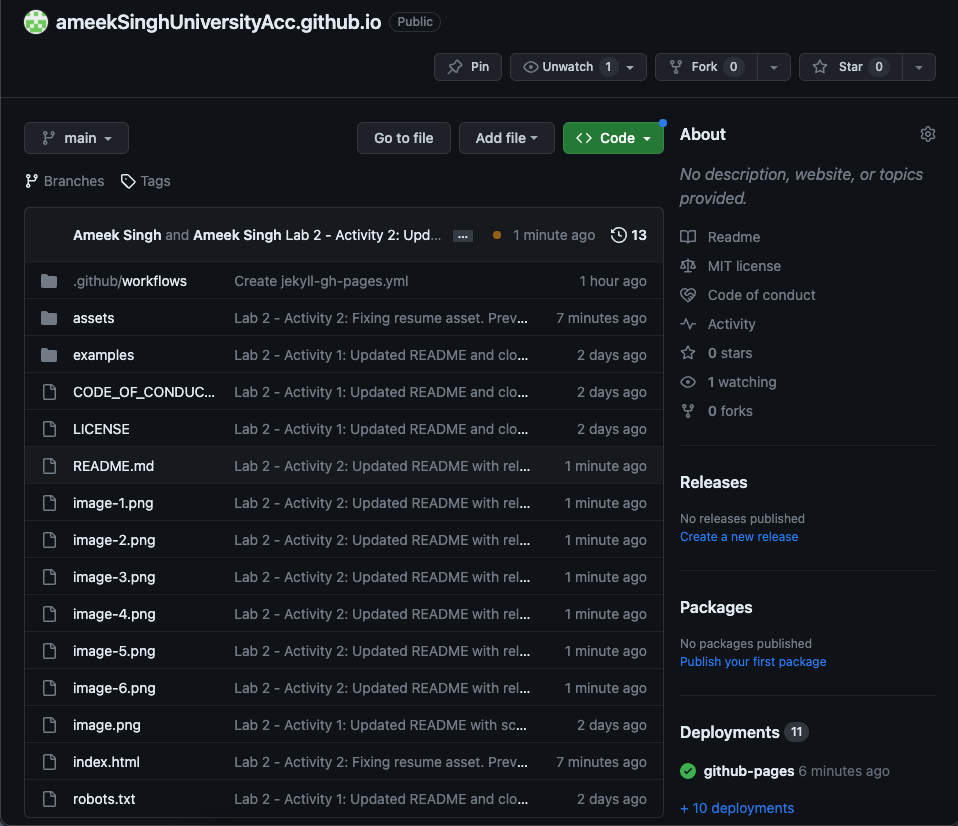 ameekSinghUniversityAcc.github.io Public
Pin Unwatch 1 Fork 0 Star 0
main Go to file Add file Code
Branches Tags
Ameek Singh and Ameek Singh Lab 2 - Activity 2: Upd... ... 1 minute ago 13
.github/workflows Create jekyll-gh-pages.yml 1 hour ago
assets Lab 2 - Activity 2: Fixing resume asset. Prev... 7 minutes ago
examples Lab 2 - Activity 1: Updated README and clo... 2 days ago
CODE_OF_CONDUC... Lab 2 - Activity 1: Updated README and clo... 2 days ago
LICENSE Lab 2 - Activity 1: Updated README and clo... 2 days ago
README.md Lab 2 - Activity 2: Updated README with rel... 1 minute ago
image-1.png Lab 2 - Activity 2: Updated README with rel... 1 minute ago
image-2.png Lab 2 - Activity 2: Updated README with rel... 1 minute ago
image-3.png Lab 2 - Activity 2: Updated README with rel... 1 minute ago
image-4.png Lab 2 - Activity 2: Updated README with rel... 1 minute ago
image-5.png Lab 2 - Activity 2: Updated README with rel... 1 minute ago
image-6.png Lab 2 - Activity 2: Updated README with rel... 1 minute ago
image.png Lab 2 - Activity 1: Updated README with sc... 2 days ago
index.html Lab 2 - Activity 2: Fixing resume asset. Prev... 7 minutes ago
robots.txt Lab 2 - Activity 1: Updated README and clo... 2 days ago
About
No description, website, or topics
provided.
Readme
MIT license
Code of conduct
Activity
0 stars
1 watching
0 forks
Releases
No releases published
Create a new release
Packages
No packages published
Publish your first package
Deployments 11
github-pages 6 minutes ago
+ 10 deployments